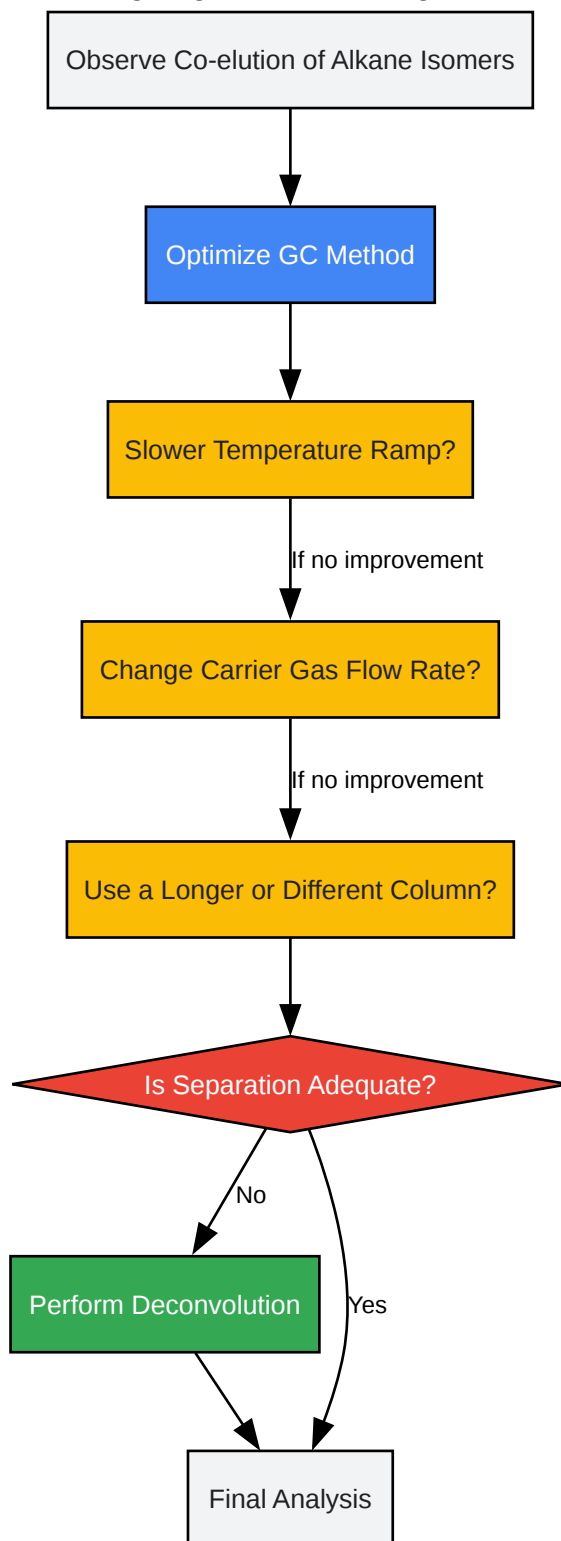 Observe Co-elution of Alkane Isomers
Optimize GC Method
Slower Temperature Ramp?
If no improvement
Change Carrier Gas Flow Rate?
If no improvement
Use a Longer or Different Column?
Is Separation Adequate?
No
Perform Deconvolution
Yes
Final Analysis